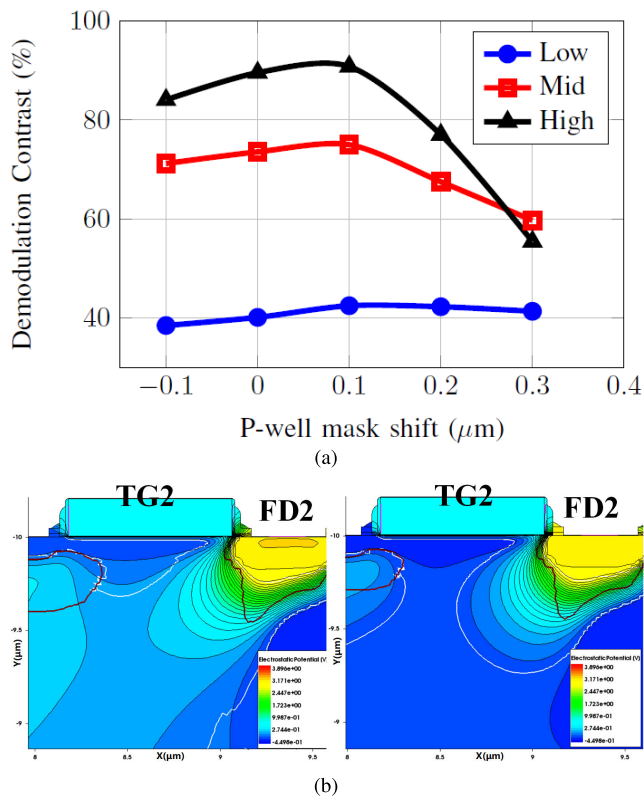 100
80
60
40
−0.1 0 0.1 0.2 0.3 0.4
Demodulation Contrast (%)
P-well mask shift (μm)
Low
Mid
High
(a)
TG2
FD2
-10
-9.5
-9
Y(μm)
8 8.5 9 9.5
X(μm)
Electrostatic Potential (V)
3.896e+00
3.171e+00
2.447e+00
1.723e+00
9.987e-01
2.744e-01
-4.498e-01
TG2
FD2
-10
-9.5
-9
Y(μm)
8 8.5 9 9.5
X(μm)
Electrostatic Potential (V)
3.896e+00
3.171e+00
2.447e+00
1.723e+00
9.987e-01
2.744e-01
-4.498e-01
(b)